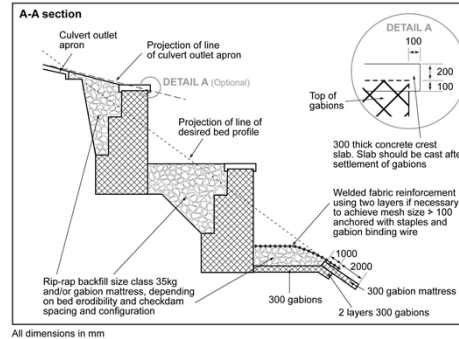 A-A section
Culvert outlet
apron
Projection of line
of culvert outlet apron
DETAIL A (Optional)
Projection of line of
desired bed profile
DETAIL A
100
200
100
Top of
gabions
300 thick concrete crest
slab. Slab should be cast after
settlement of gabions
Welded fabric reinforcement
using two layers if necessary
to achieve mesh size > 100
anchored with staples and
gabion binding wire
1000
2000
Rip-rap backfill size class 35kg
and/or gabion mattress, depending
on bed erodibility and checkdam
spacing and configuration
300 gabions
300 gabion mattress
2 layers 300 gabions
All dimensions in mm